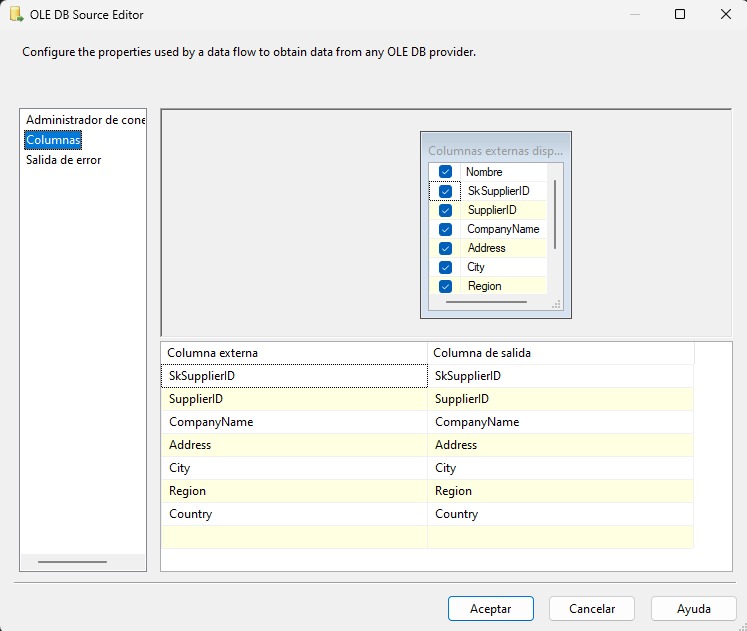 OLE DB Source Editor
Configure the properties used by a data flow to obtain data from any OLE DB provider.
Administrador de cone
Columnas
Salida de error
Columnas externas disp...
Nombre
SkSupplierID
SupplierID
CompanyName
Address
City
Region
Columna externa Columna de salida
SkSupplierID SkSupplierID
SupplierID SupplierID
CompanyName CompanyName
Address Address
City City
Region Region
Country Country
Aceptar Cancelar Ayuda